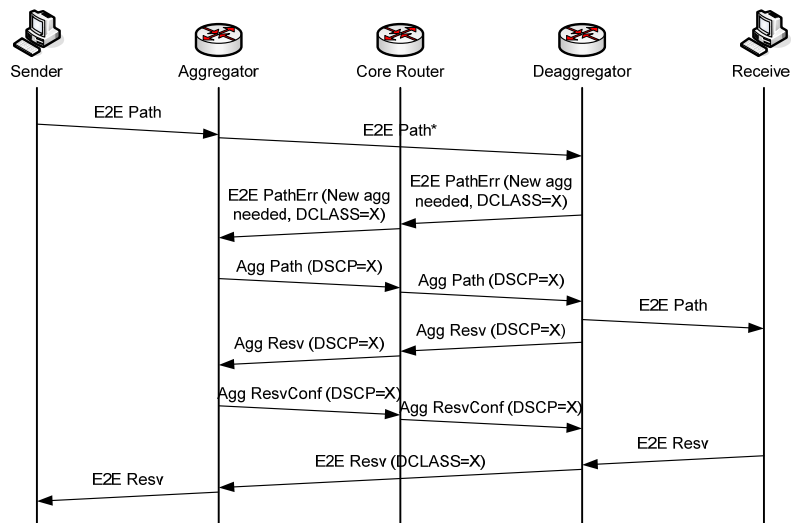 Sender
Aggregator
Core Router
Deaggregator
Receive
E2E Path
E2E Path*
E2E PathErr (New agg
needed, DCLASS=X)
E2E PathErr (New agg
needed, DCLASS=X)
Agg Path (DSCP=X)
Agg Path (DSCP=X)
E2E Path
Agg Resv (DSCP=X)
Agg Resv (DSCP=X)
Agg ResvConf (DSCP=X)
Agg ResvConf (DSCP=X)
E2E Resv
E2E Resv (DCLASS=X)
E2E Resv